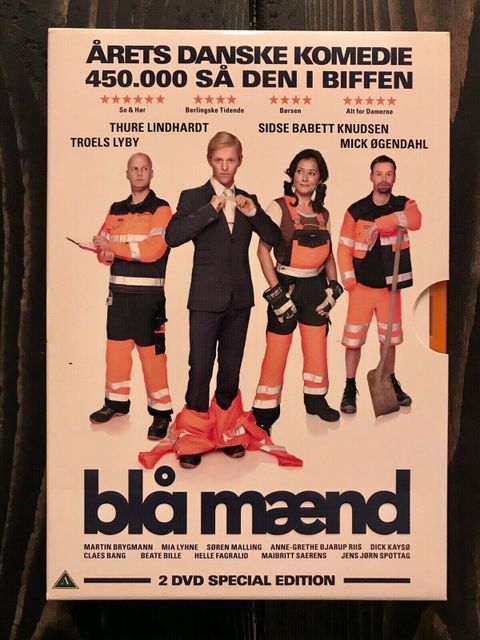 ÅRETS DANSKE KOMEDIE
450.000 SÅ DEN I BIFFEN
Se & Hør Berlingske Tidende Børsen Alt for Damerne
THURE LINDHARDT SIDSE BABETT KNUDSEN
TROELS LYBY MICK ØGENDAHL
blå mænd
MARTIN BRYGMANN MIA LYHNE SØREN MALLING ANNE-GRETHE BJARUP RIIS DICK KAYSØ
CLAES BANG BEATE BILLE HELLE FAGRALID MAIBRITT SAERENS JENS JØRN SPOTTAG
A
2 DVD SPECIAL EDITION